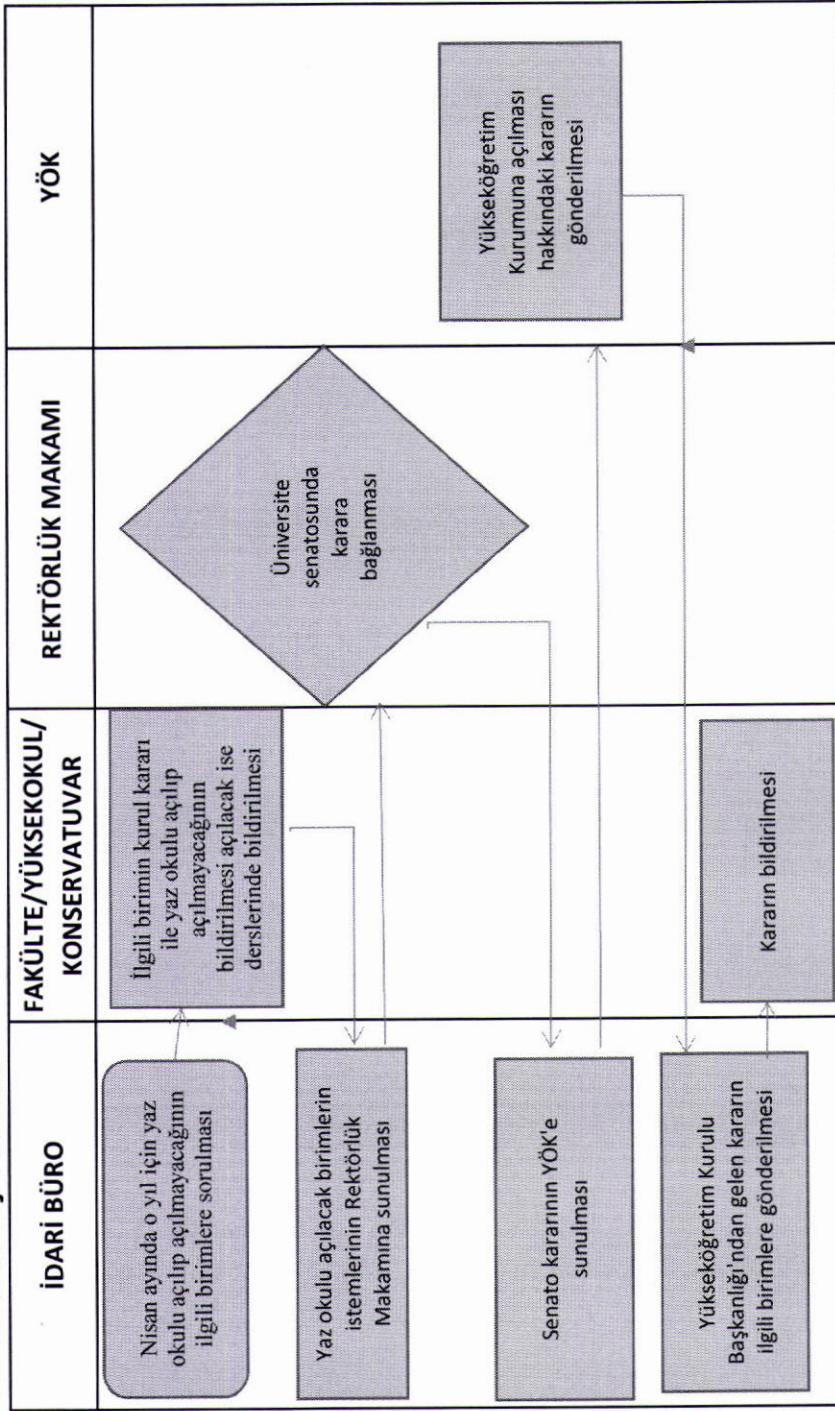 İDARİ BÜRO
FAKÜLTE/YÜKSEKOKUL/
KONSERVATUVAR
REKTÖRLÜK MAKAMI
YÖK
Nisan ayında o yıl için yaz
okulu açılıp açılmayacağının
ilgili birimlere sorulması
İlgili birimin kurul kararı
ile yaz okulu açılıp
açılmayacağının
bildirilmesi açılacak ise
derslerinde bildirilmesi
Yaz okulu açılacak birimlerin
istemlerinin Rektörlük
Makamına sunulması
Üniversite
senatosunda
karara
bağlanması
Senato kararının YÖK'e
sunulması
Yükseköğretim
Kurumuna açılması
hakkındaki kararın
gönderilmesi
Yükseköğretim Kurulu
Başkanlığı'ndan gelen kararın
ilgili birimlere gönderilmesi
Kararın bildirilmesi